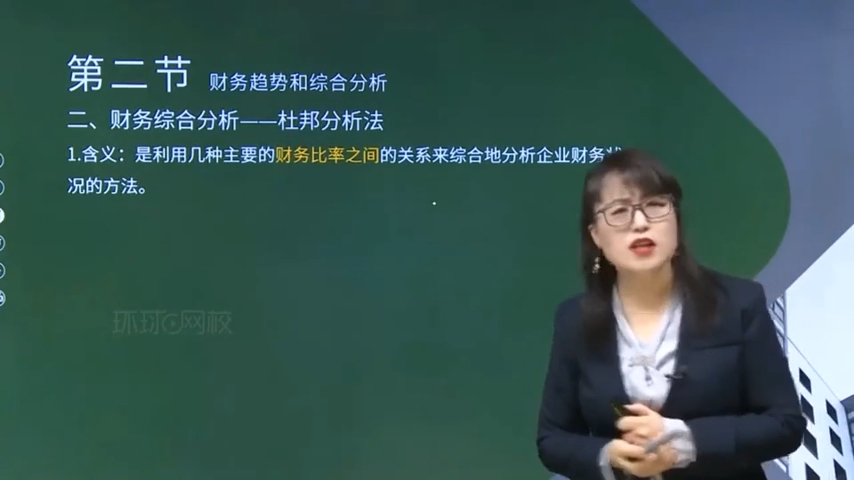 第二节 财务趋势和综合分析
二、财务综合分析——杜邦分析法
1.含义：是利用几种主要的财务比率之间的关系来综合地分析企业财务状
况的方法。
环球网校